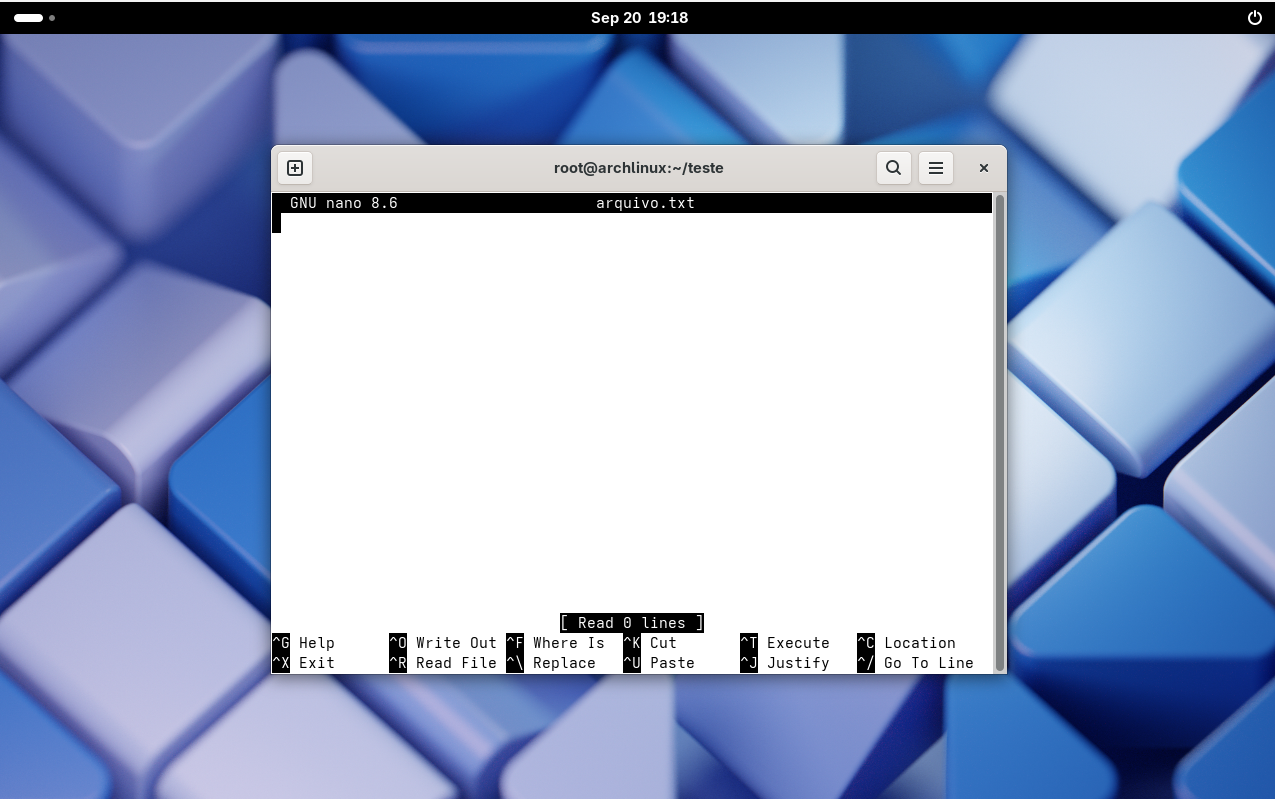 Sep 20 19:18
root@archlinux:~/teste
GNU nano 8.6 arquivo.txt
[ Read 0 lines ]
^G Help ^O Write Out ^F Where Is ^K Cut ^T Execute ^C Location
^X Exit ^R Read File ^\ Replace ^U Paste ^J Justify ^/ Go To Line